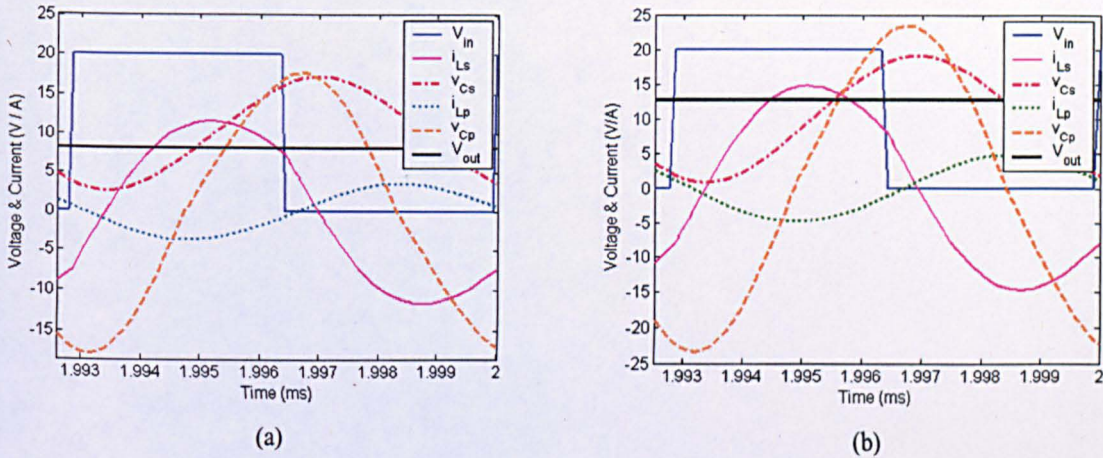 25
20
15
10
5
0
-5
-10
-15
Voltage & Current (V / A)
V_in
i_Ls
v_Cs
i_Lp
v_Cp
V_out
1.993 1.994 1.995 1.996 1.997 1.998 1.999 2
Time (ms)
(a)
25
20
15
10
5
0
-5
-10
-15
-20
-25
Voltage & Current (V/A)
V_in
i_Ls
v_Cs
i_Lp
v_Cp
V_out
1.993 1.994 1.995 1.996 1.997 1.998 1.999 2
Time (ms)
(b)